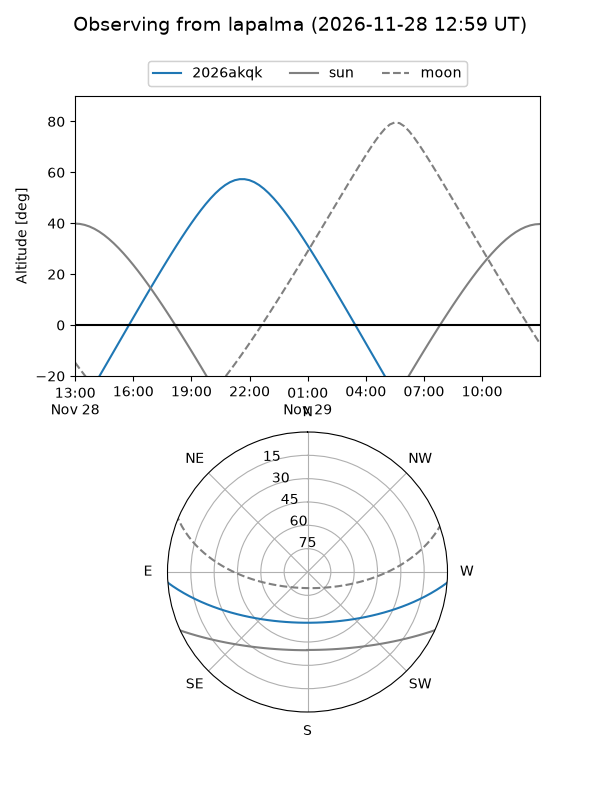 Observing from lapalma (2026-11-28 12:59 UT)
2026akqk sun moon
Altitude [deg]
80
60
40
20
0
−20
13:00 16:00 19:00 22:00 01:00 04:00 07:00 10:00
Nov 28 Nov 29
N
NE NW
15
30
45
60
75
E W
SE SW
S